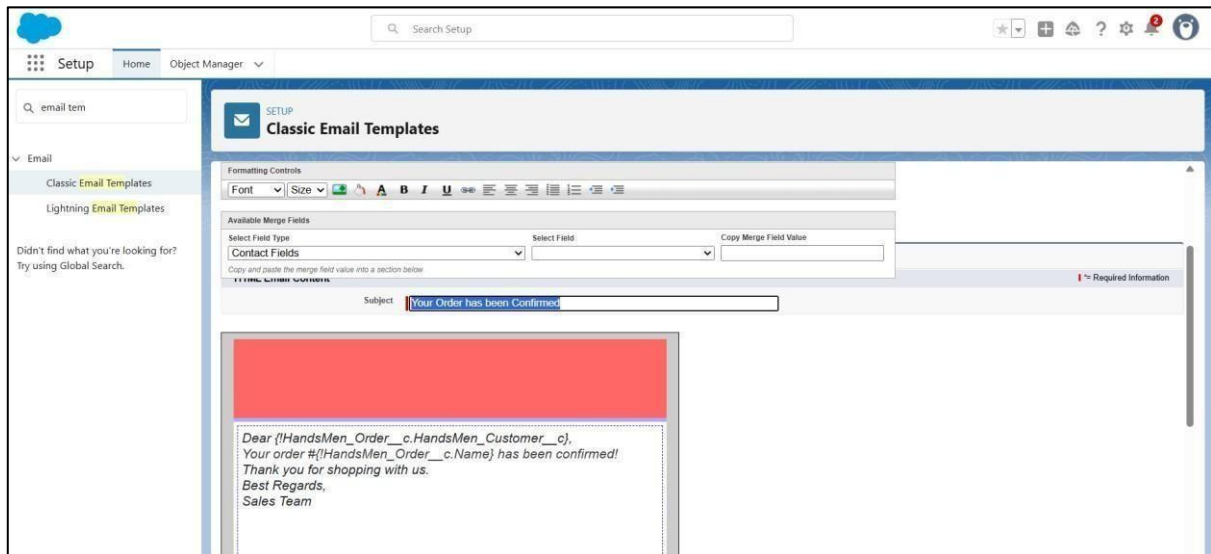 Search Setup
2
Setup Home Object Manager
email tem
SETUP
Classic Email Templates
Email
Classic Email Templates
Lightning Email Templates
Didn't find what you're looking for?
Try using Global Search.
Formatting Controls
Font Size A B I U
Available Merge Fields
Select Field Type Select Field Copy Merge Field Value
Contact Fields
Copy and paste the merge field value into a section below
HTML Email Content = Required Information
Subject Your Order has been Confirmed
Dear {!HandsMen_Order__c.HandsMen_Customer__c},
Your order #{!HandsMen_Order__c.Name} has been confirmed!
Thank you for shopping with us.
Best Regards,
Sales Team